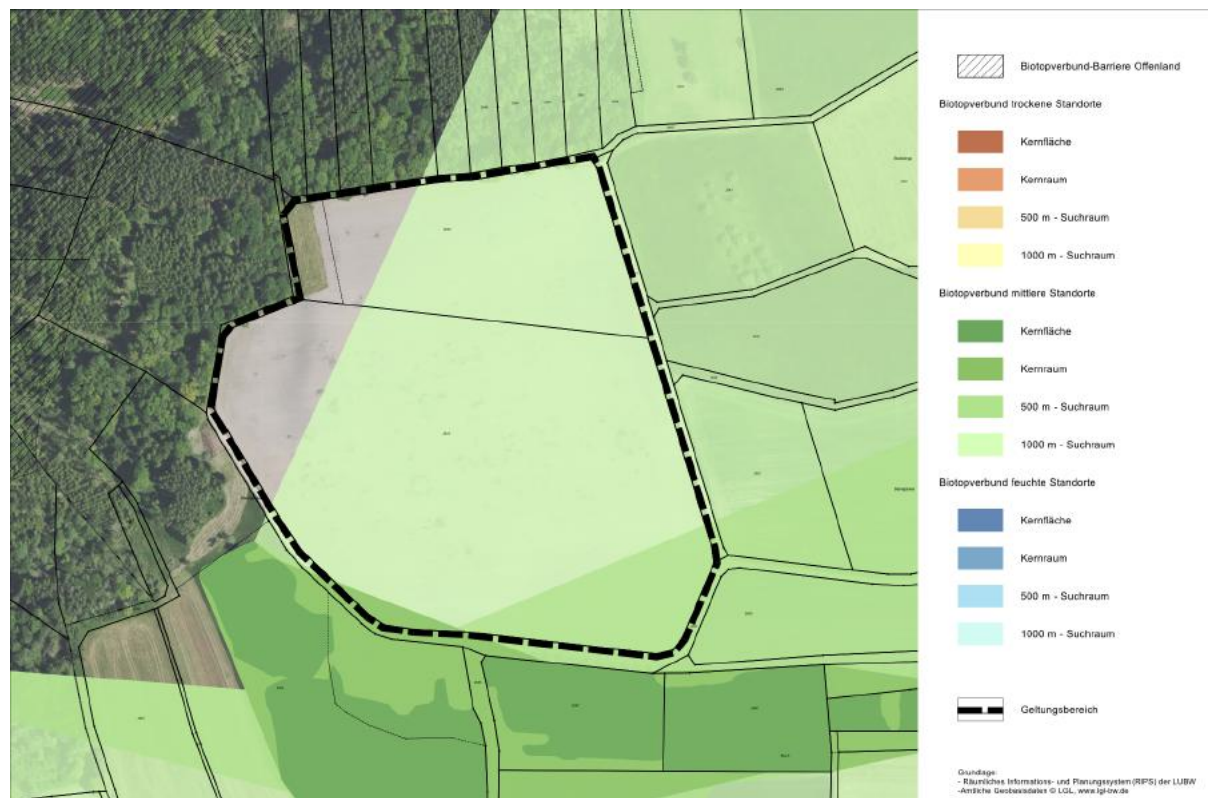 Biotopverbund-Barriere Offenland
Biotopverbund trockene Standorte
Kernfläche
Kernraum
500 m - Suchraum
1000 m - Suchraum
Biotopverbund mittlere Standorte
Kernfläche
Kernraum
500 m - Suchraum
1000 m - Suchraum
Biotopverbund feuchte Standorte
Kernfläche
Kernraum
500 m - Suchraum
1000 m - Suchraum
Geltungsbereich
Grundlage:
- Räumliches Informations- und Planungssystem (RIPS) der LUBW
-Amtliche Geobasisdaten © LGL, www.lgl-bw.de